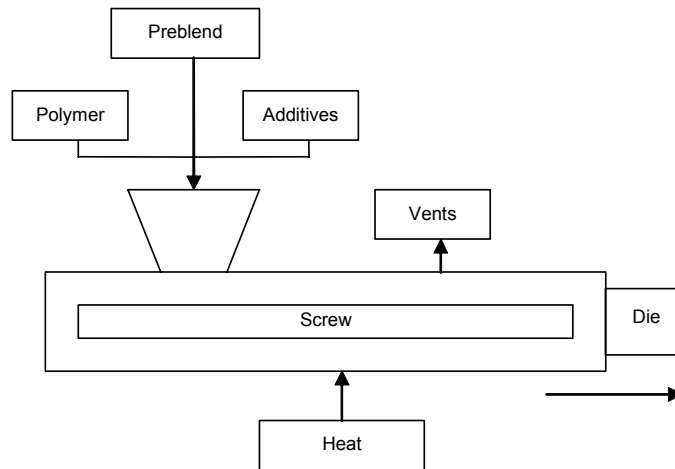 Preblend
Polymer
Additives
Vents
Screw
Die
Heat